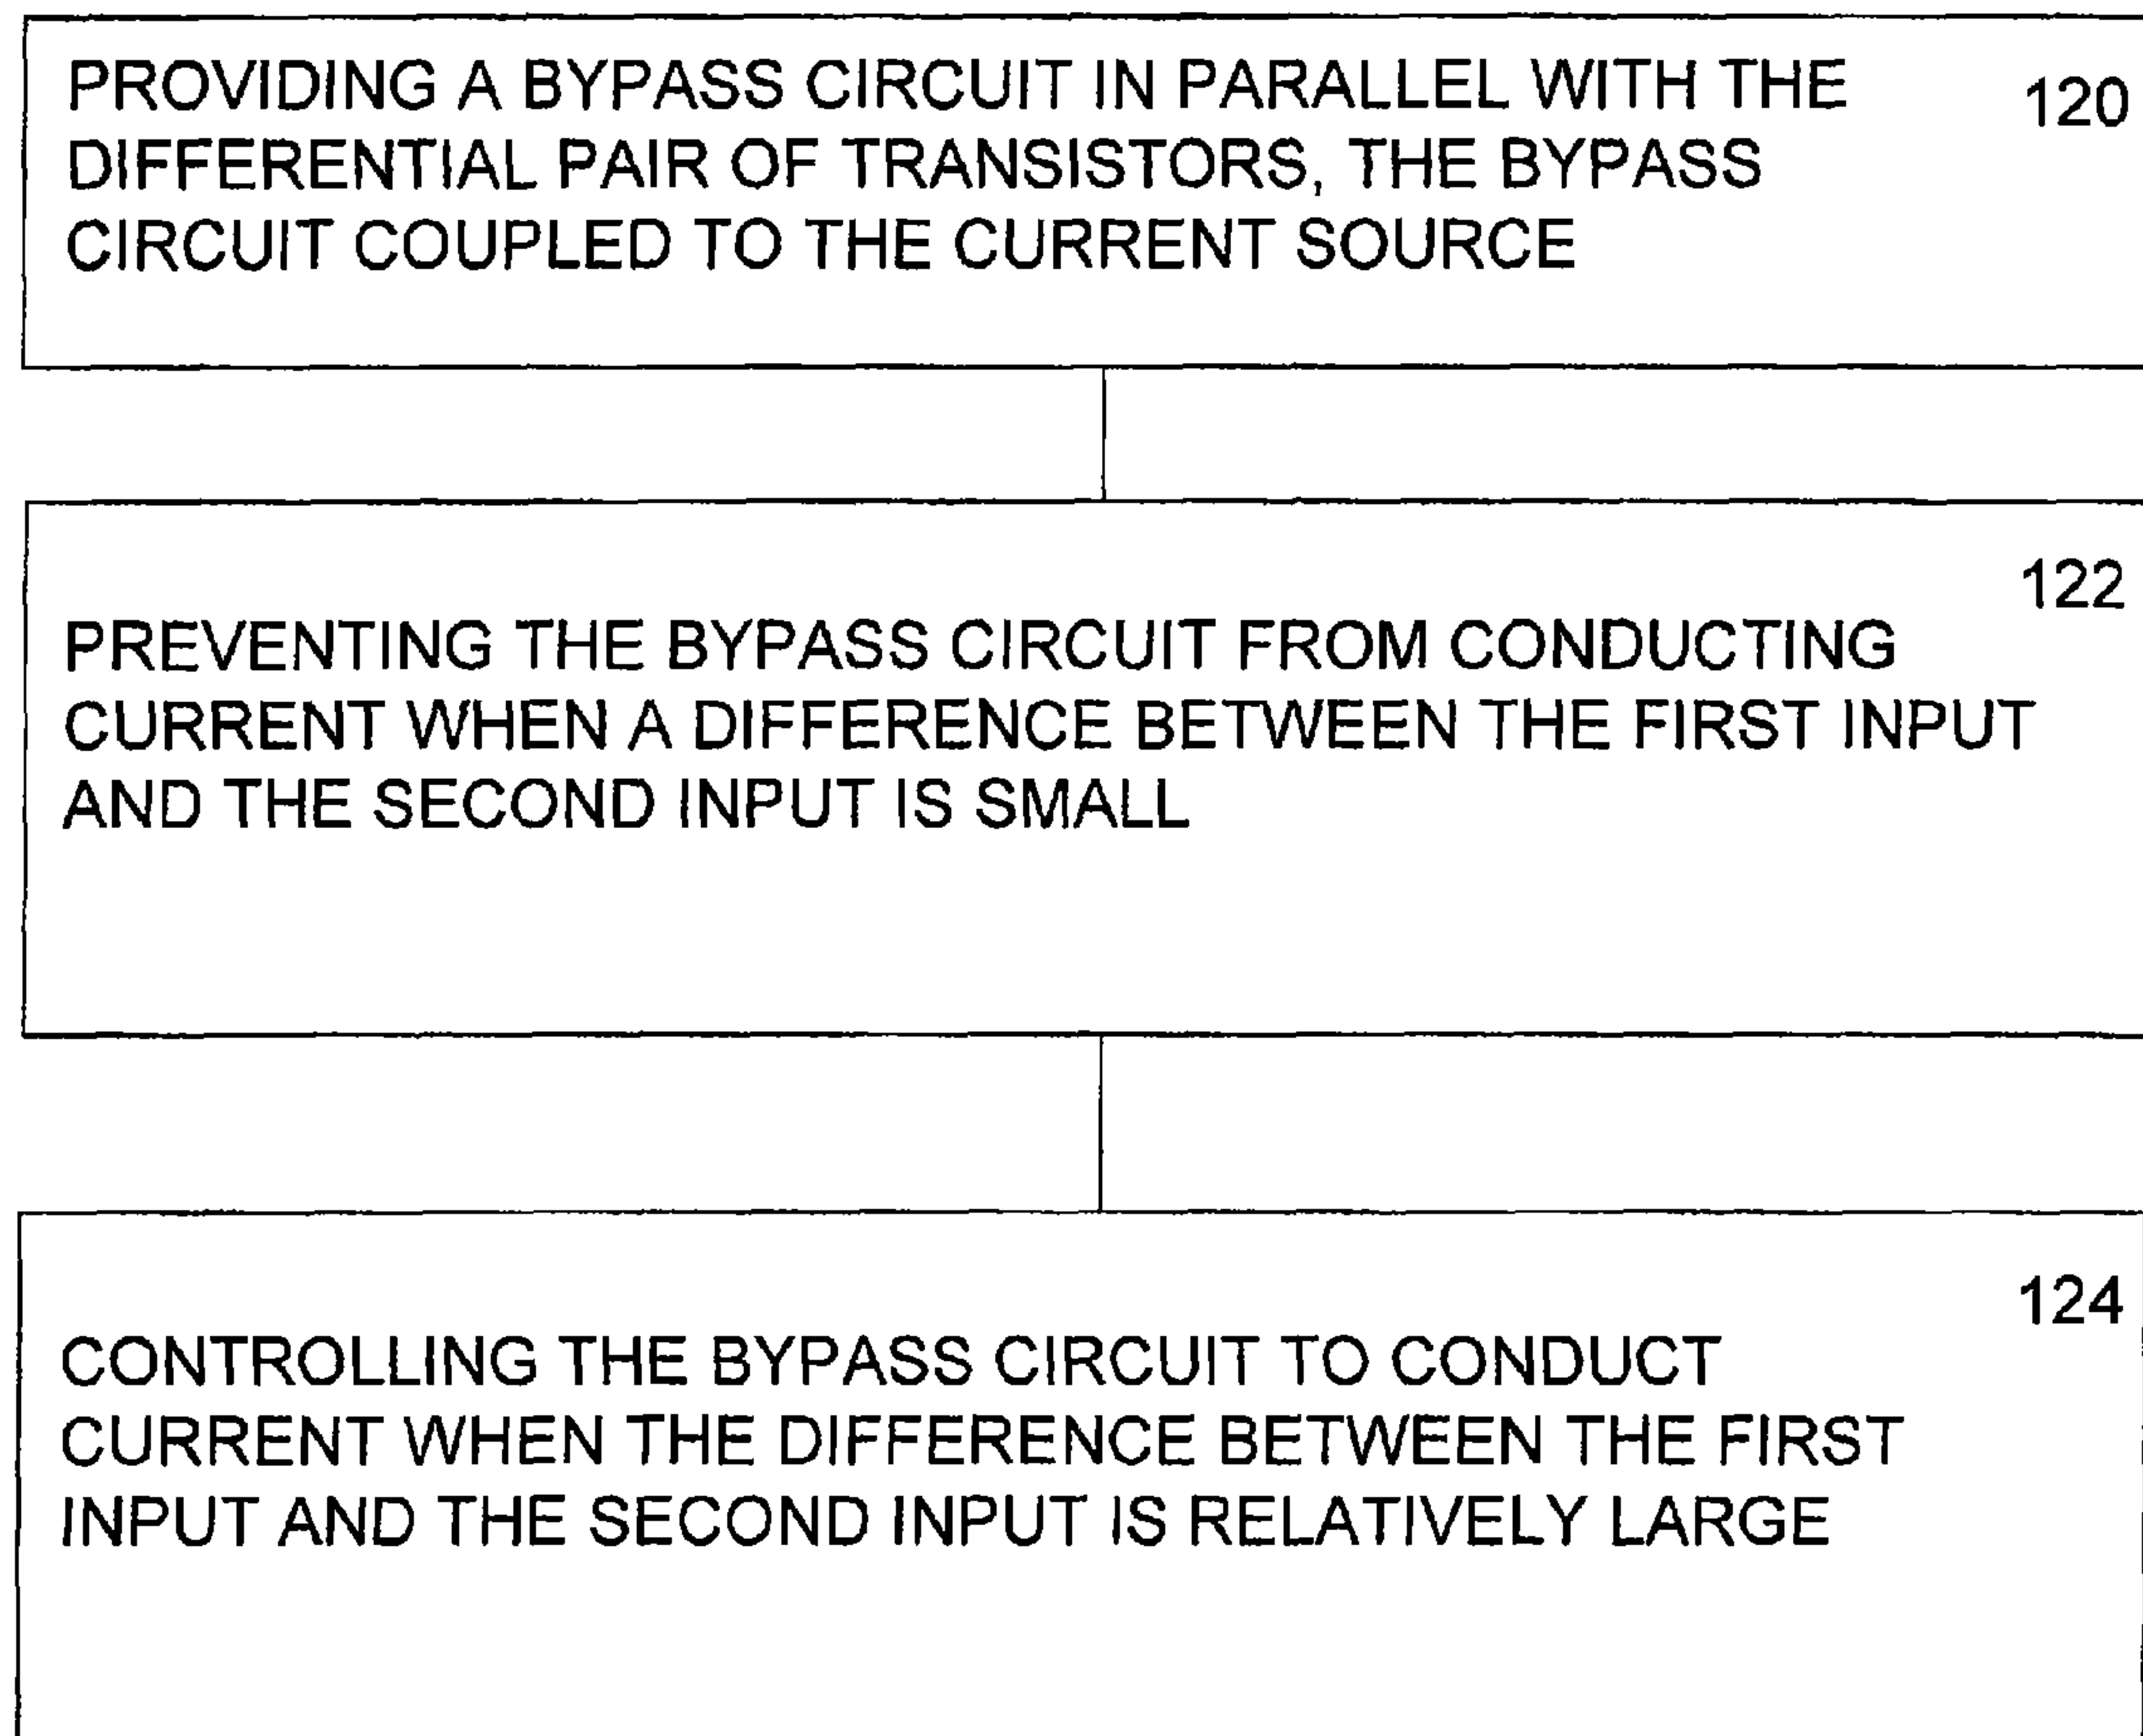 PROVIDING A BYPASS CIRCUIT IN PARALLEL WITH THE 120
DIFFERENTIAL PAIR OF TRANSISTORS, THE BYPASS
CIRCUIT COUPLED TO THE CURRENT SOURCE
122
PREVENTING THE BYPASS CIRCUIT FROM CONDUCTING
CURRENT WHEN A DIFFERENCE BETWEEN THE FIRST INPUT
AND THE SECOND INPUT IS SMALL
124
CONTROLLING THE BYPASS CIRCUIT TO CONDUCT
CURRENT WHEN THE DIFFERENCE BETWEEN THE FIRST
INPUT AND THE SECOND INPUT IS RELATIVELY LARGE